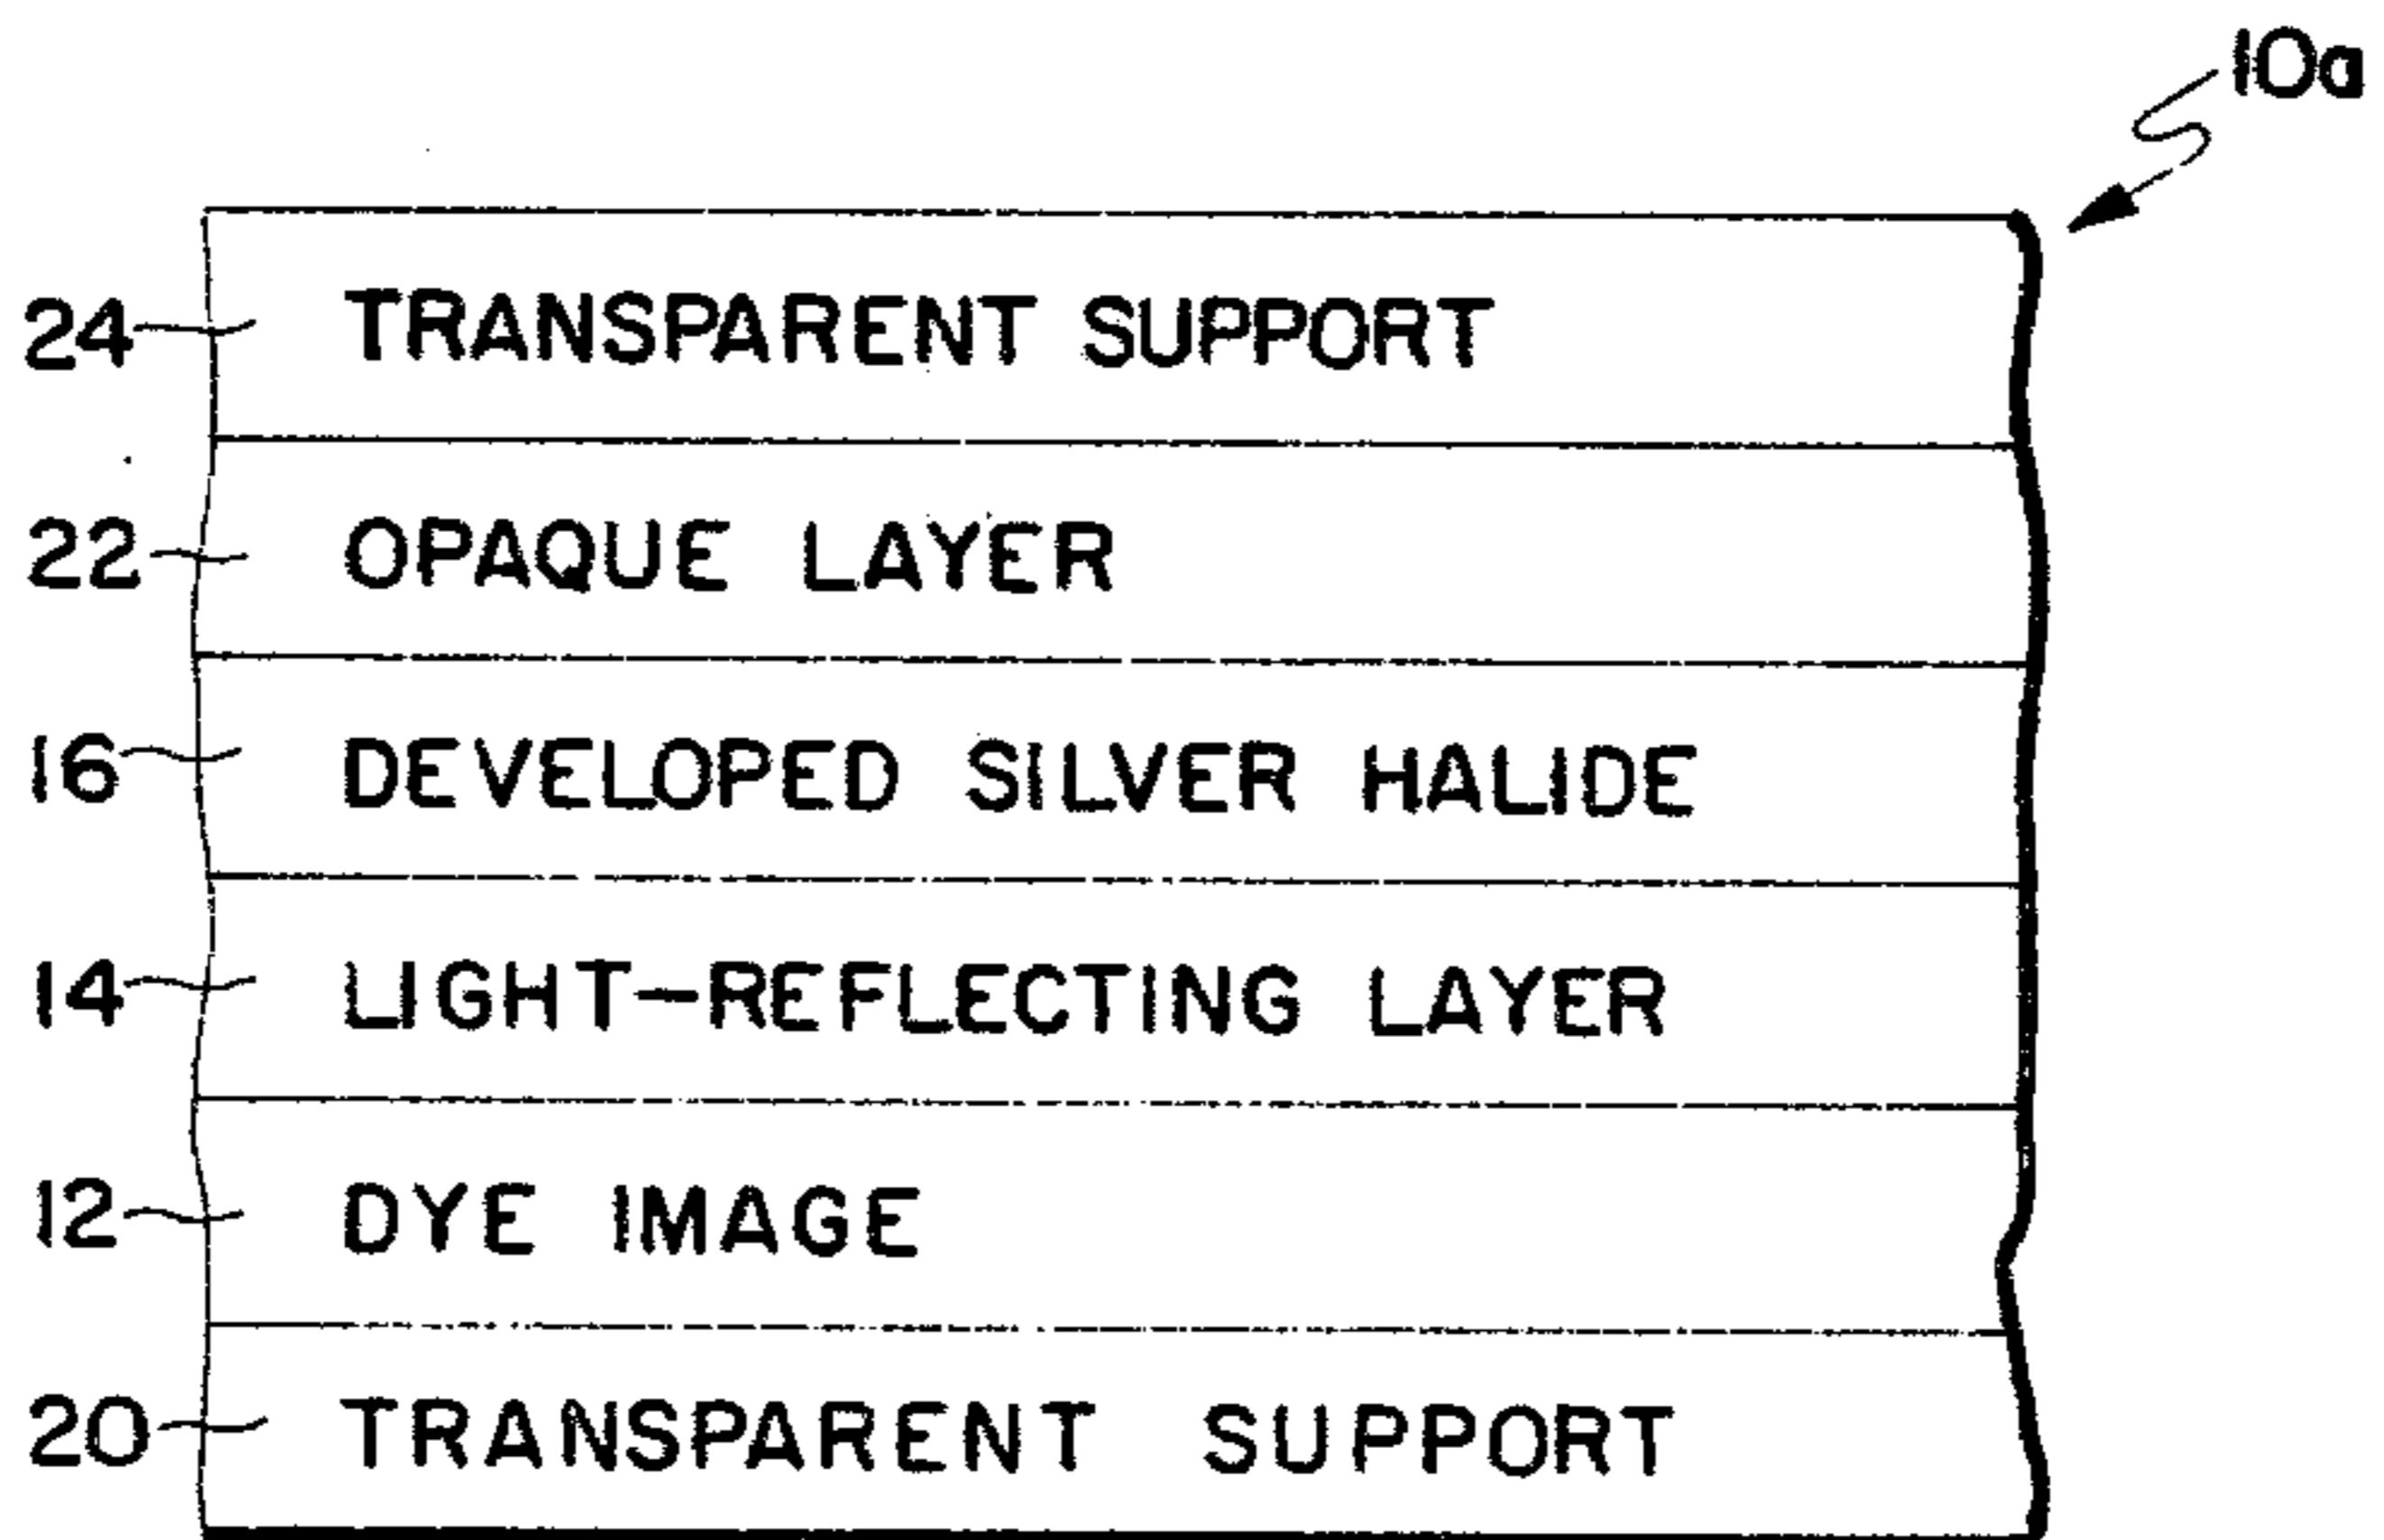 10a
24 TRANSPARENT SUPPORT
22 OPAQUE LAYER
16 DEVELOPED SILVER HALIDE
14 LIGHT-REFLECTING LAYER
12 DYE IMAGE
20 TRANSPARENT SUPPORT